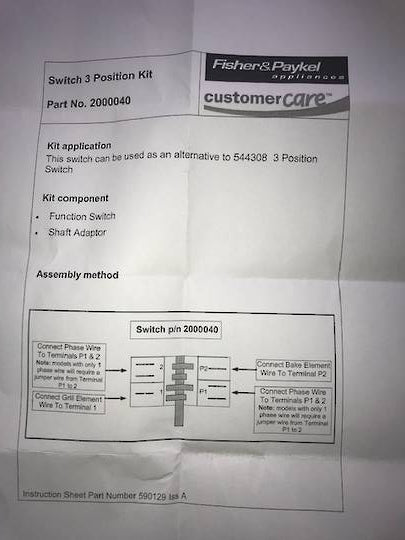 Switch 3 Position Kit
Part No. 2000040
Fisher&Paykel
appliances
customercare™
Kit application
This switch can be used as an alternative to 544308 3 Position
Switch
Kit component
• Function Switch
• Shaft Adaptor
Assembly method
Switch p/n 2000040
Connect Phase Wire
To Terminals P1 & 2
Note: models with only 1
phase wire will require a
jumper wire from Terminal
P1 to 2
Connect Grill Element
Wire To Terminal 1
2
1
P2
P1
Connect Bake Element
Wire To Terminal P2
Connect Phase Wire
To Terminals P1 & 2
Note: models with only 1
phase wire will require a
jumper wire from Terminal
P1 to 2
Instruction Sheet Part Number 590129 Iss A